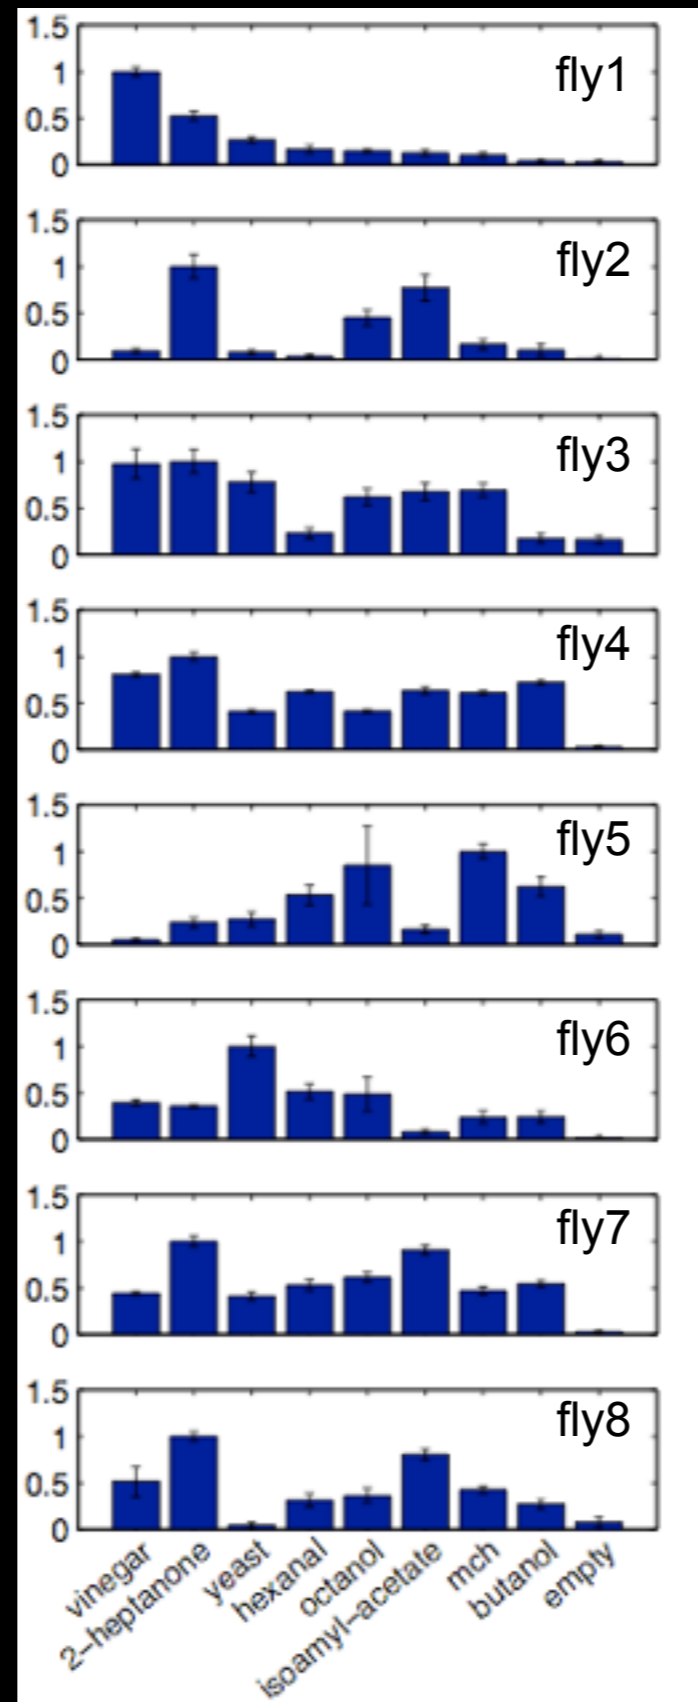 1.5
fly1
1
0.5
0
1.5
fly2
1
0.5
0
1.5
fly3
1
0.5
0
1.5
fly4
1
0.5
0
1.5
fly5
1
0.5
0
1.5
fly6
1
0.5
0
1.5
fly7
1
0.5
0
1.5
fly8
1
0.5
0
vinegar
2-heptanone
yeast
hexanal
octanol
isoamyl-acetate
mch
butanol
empty